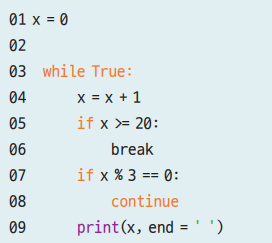 01 x = 0
02
03 while True:
04     x = x + 1
05     if x >= 20:
06         break
07     if x % 3 == 0:
08         continue
09     print(x, end = ' ')